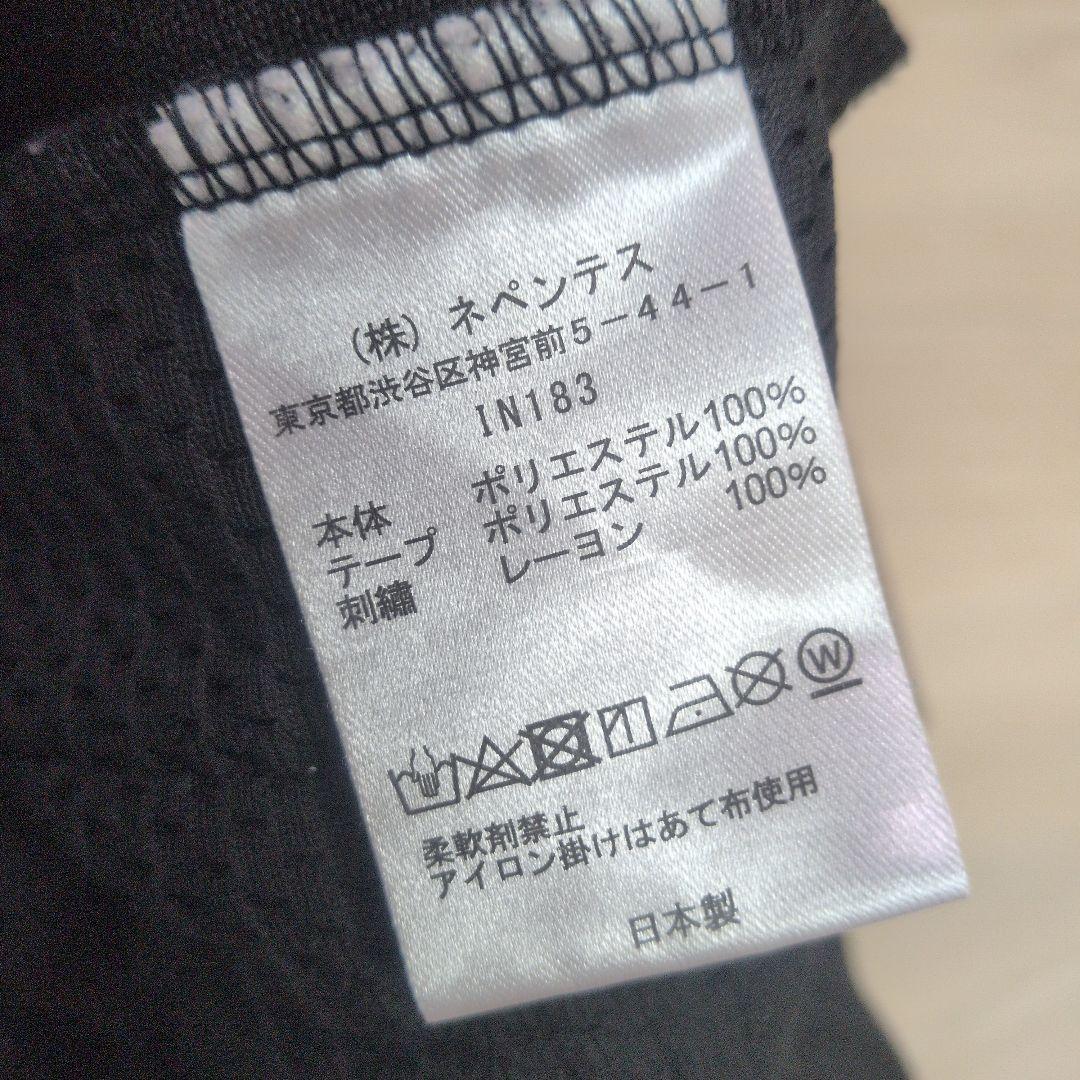 (株) ネペンテス
東京都渋谷区神宮前5-44-1
IN183
本体 ポリエステル100%
テープ ポリエステル100%
刺繍 レーヨン 100%
W
柔軟剤禁止
アイロン掛けはあて布使用
日本製